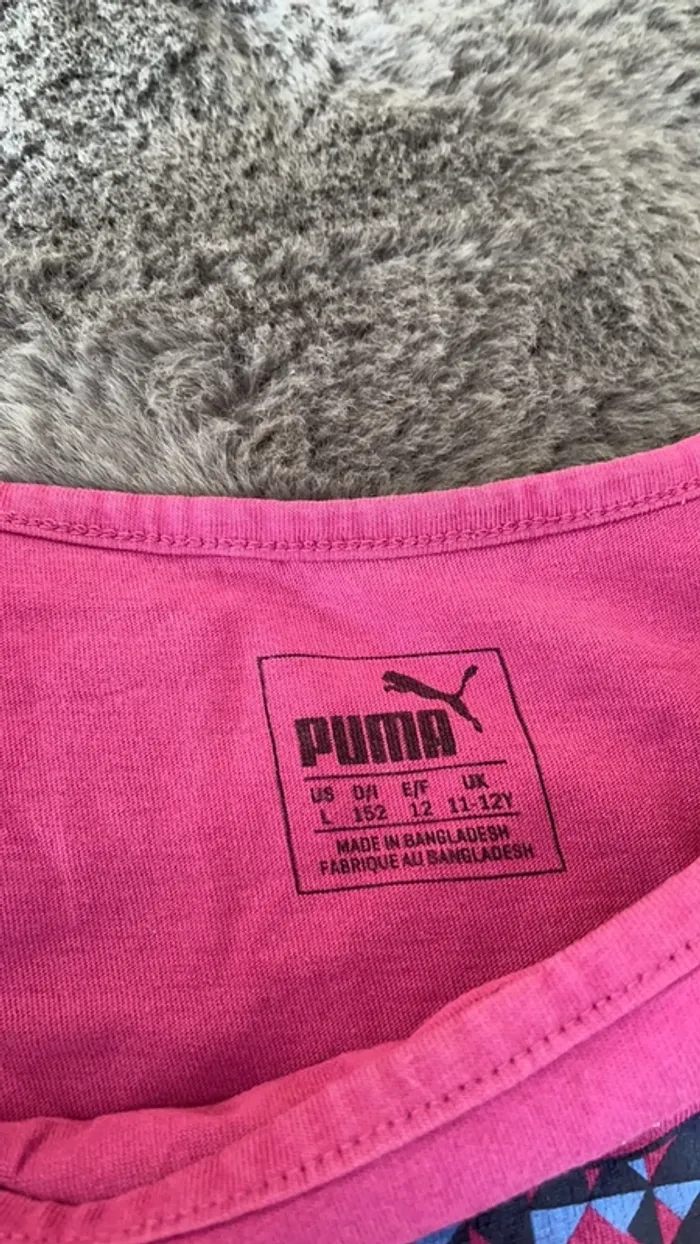 PUMA
US D/I E/F UK
L 152 12 11-12Y
MADE IN BANGLADESH
FABRIQUE AU BANGLADESH